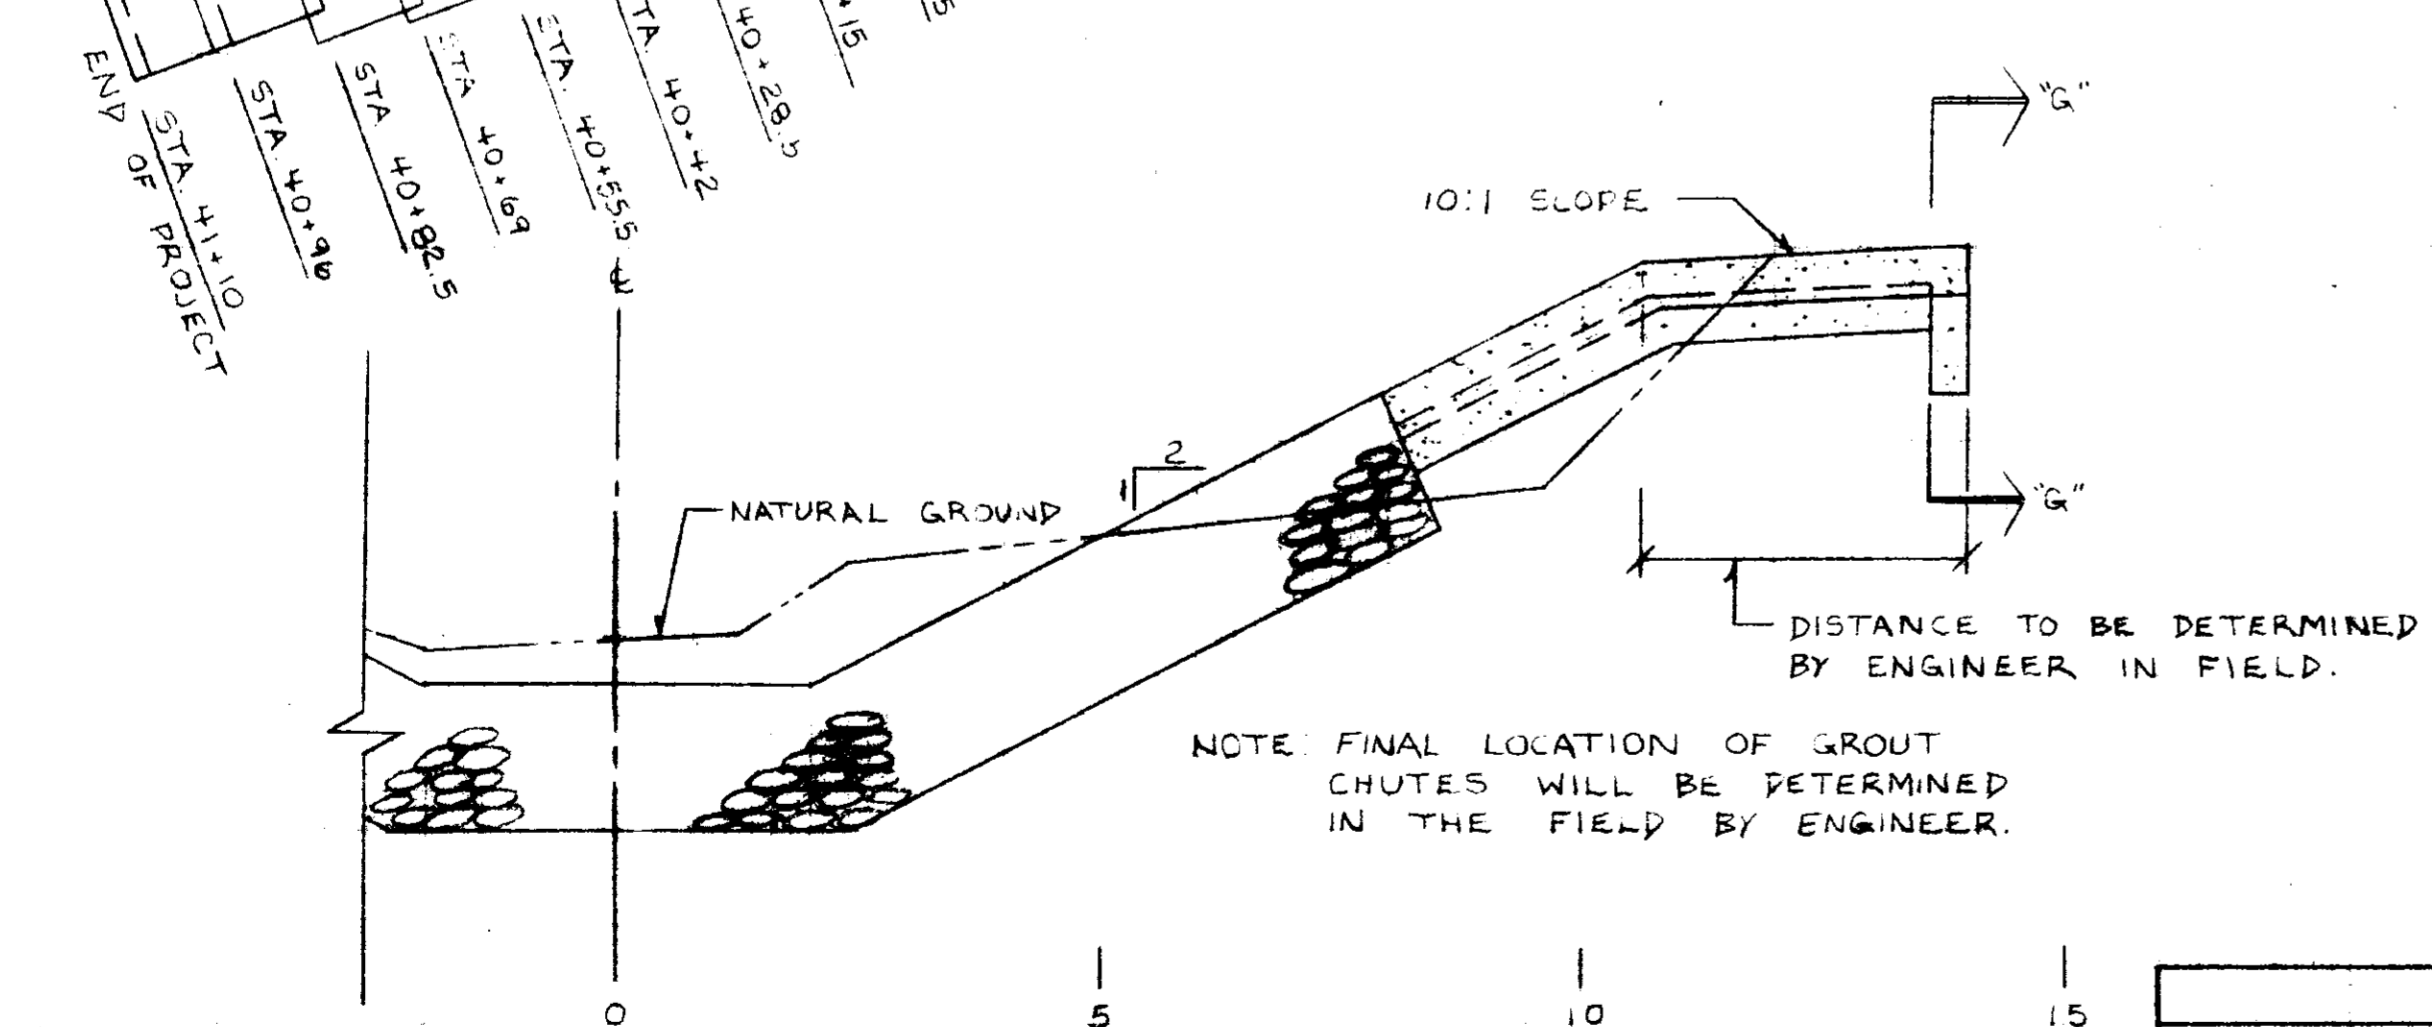 END OF PROJECT
STA. 41+10
STA. 40+96
STA 40+82.5
STA 40+69
STA. 40+55.5
TA. 40+42
40+28.5
+15
5
"G"
10:1 SLOPE
2
1
NATURAL GROUND
"G"
DISTANCE TO BE DETERMINED
BY ENGINEER IN FIELD.
NOTE: FINAL LOCATION OF GROUT
CHUTES WILL BE DETERMINED
IN THE FIELD BY ENGINEER.
0 5 10 15